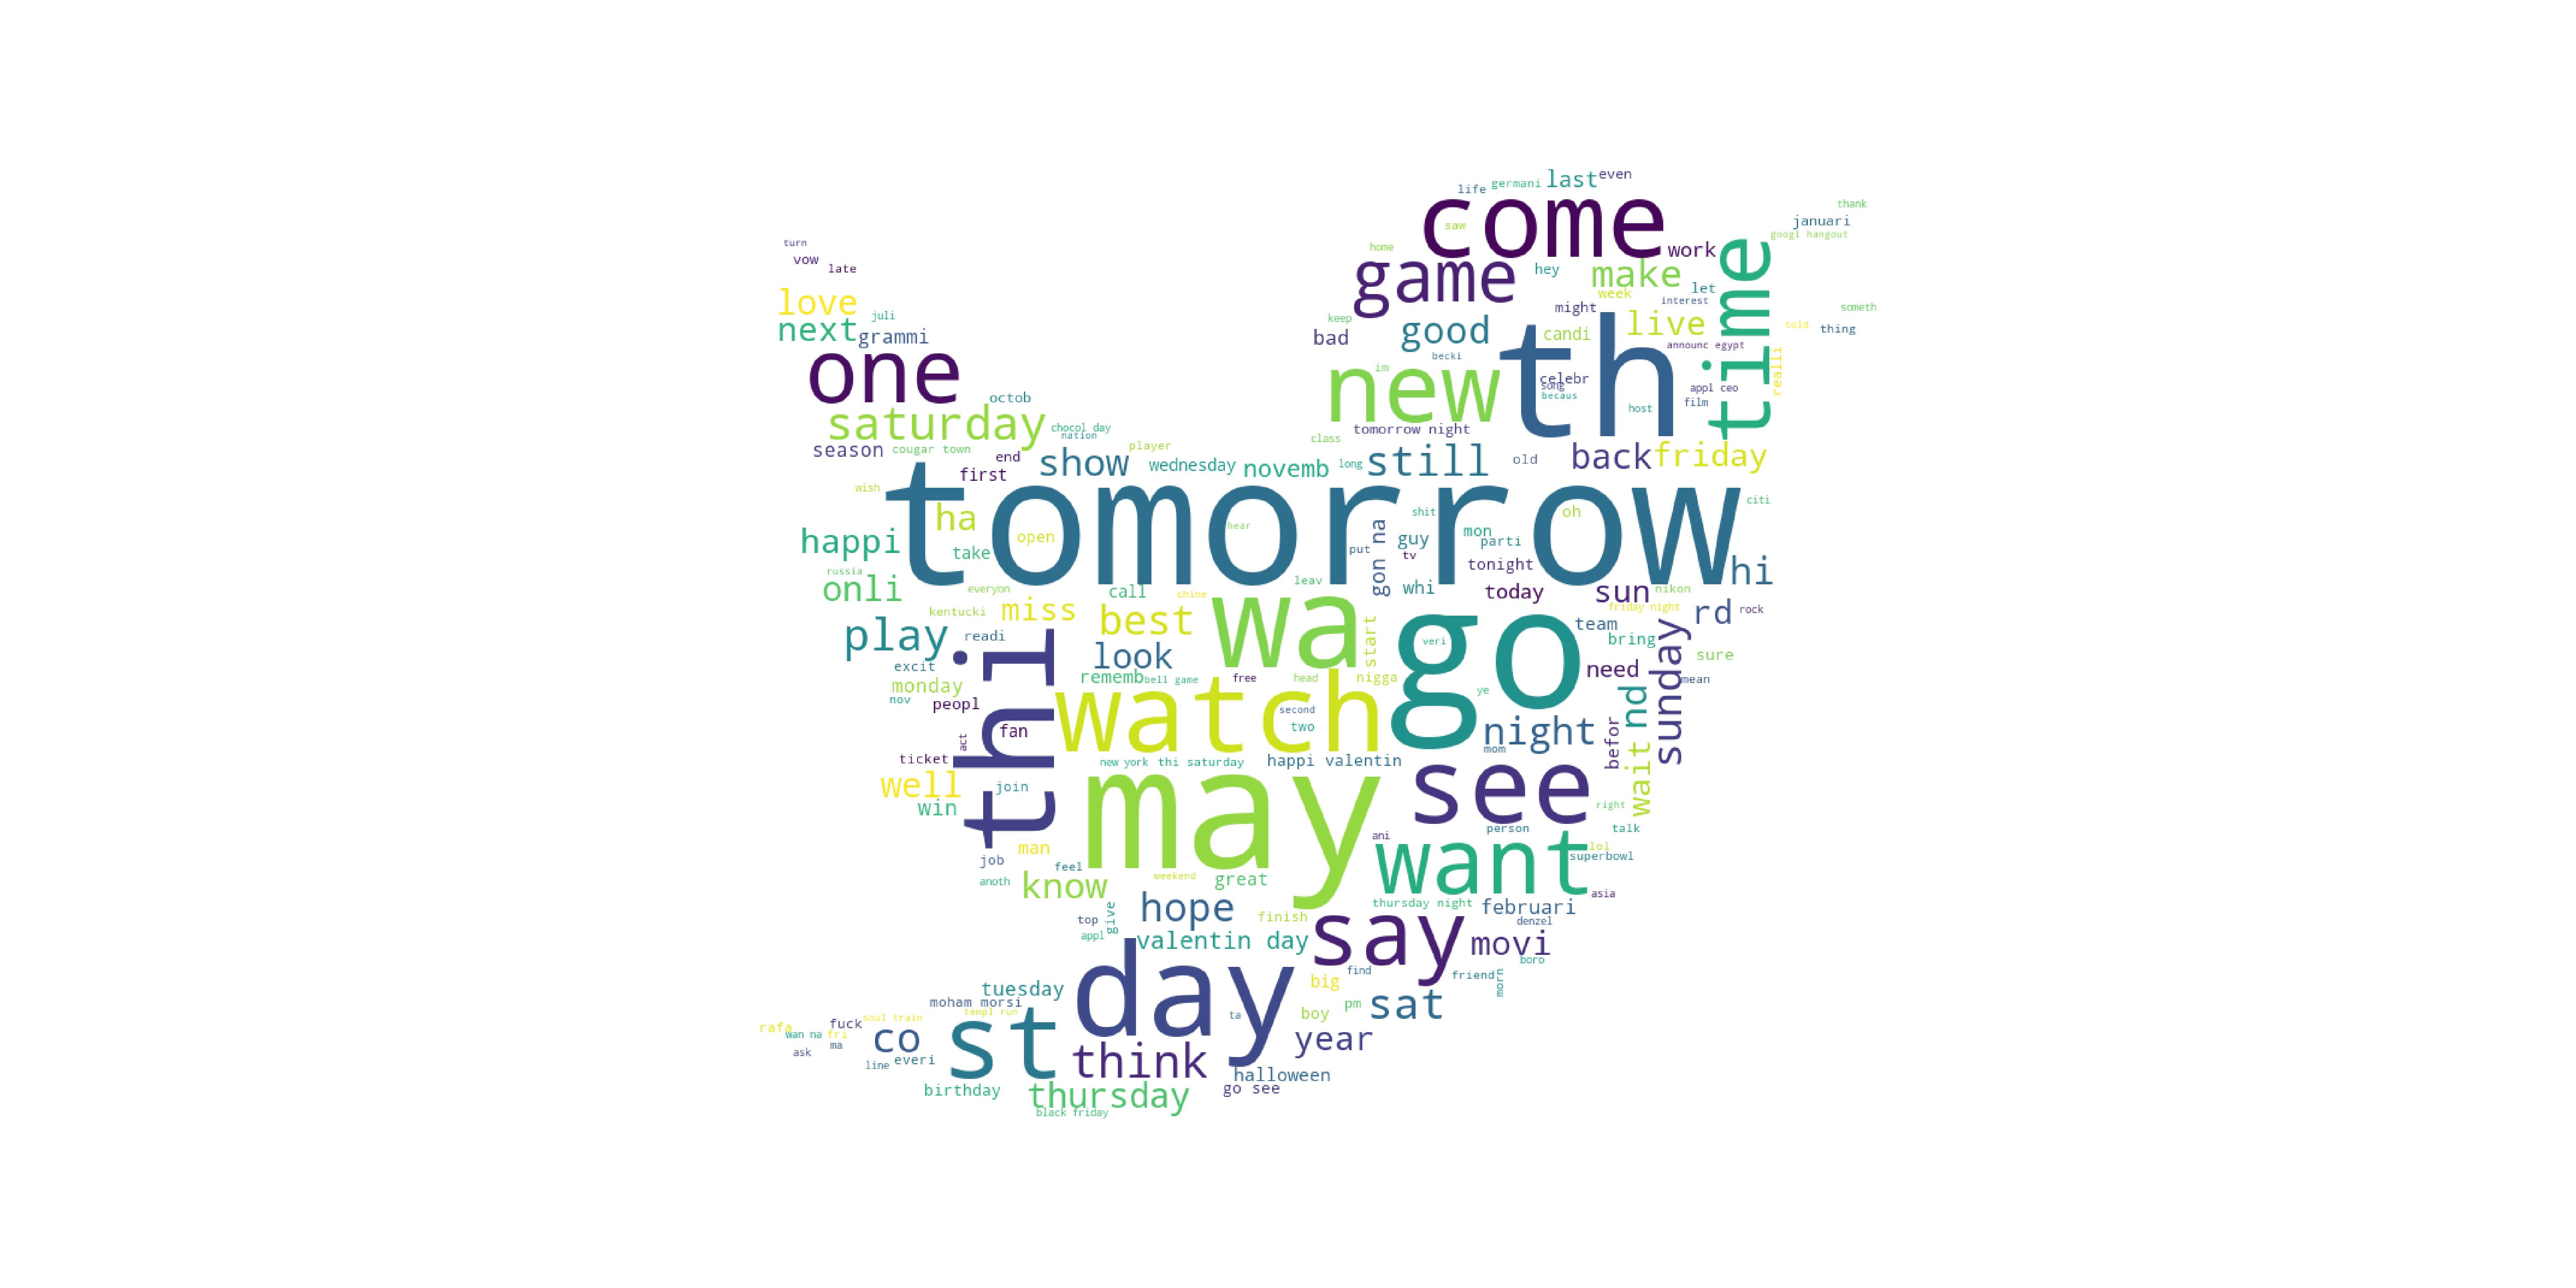 life germani last even
come
saw
thank
januari
googl hangout
turn
vow
late
home
game
work
hey
make
time
love
juli
next
grammi
week
let
interest
might
someth
keep
bad
good
candi
live
told
thing
becki
announc egypt
one
im
new
th
celebr
song
becaus
appl ceo
film
realli
host
octob
saturday
chocol day
nation
tomorrow night
class
season
cougar town
end
first
show
player
wednesday
novemb
long
still
old
back
friday
wish
tomorrow
citi
ha
open
hear
shit
oh
happi
take
put
gon na
guy
tv
mon
parti
tonight
hi
russia
onli
everyon
call
chine
leav
whi
today
sun
nikon
kentucki
miss
best
wa
go
friday night
rd
rock
play
readi
look
start
veri
team
bring
sunday
sure
excit
rememb
bell game
free
head
nigga
need
mean
monday
nov
peopl
thi
watch
second
two
ye
nd
fan
act
night
mom
befor
ticket
new york
thi saturday
happi valentin
wait
well
win
join
may
see
right
person
talk
ani
want
lol
superbowl
job
man
feel
anoth
know
weekend
great
asia
thursday night
februari
top
appl
give
hope
finish
valentin day
say
denzel
movi
boro
tuesday
day
find
friend
morn
moham morsi
big
rafa
wan na
fri
fuck
soul train
templ run
st
ta
boy
pm
sat
ask
ma
co
line
everi
think
year
birthday
thursday
halloween
go see
black friday